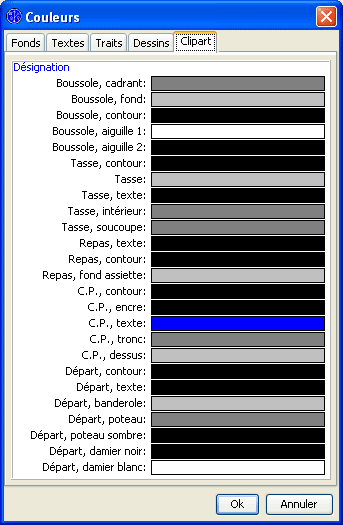 Couleurs
Fonds Textes Traits Dessins Clipart
Désignation
Boussole, cadrant:
Boussole, fond:
Boussole, contour:
Boussole, aiguille 1:
Boussole, aiguille 2:
Tasse, contour:
Tasse:
Tasse, texte:
Tasse, intérieur:
Tasse, soucoupe:
Repas, texte:
Repas, contour:
Repas, fond assiette:
C.P., contour:
C.P., encre:
C.P., texte:
C.P., tronc:
C.P., dessus:
Départ, contour:
Départ, texte:
Départ, banderole:
Départ, poteau:
Départ, poteau sombre:
Départ, damier noir:
Départ, damier blanc:
Ok Annuler